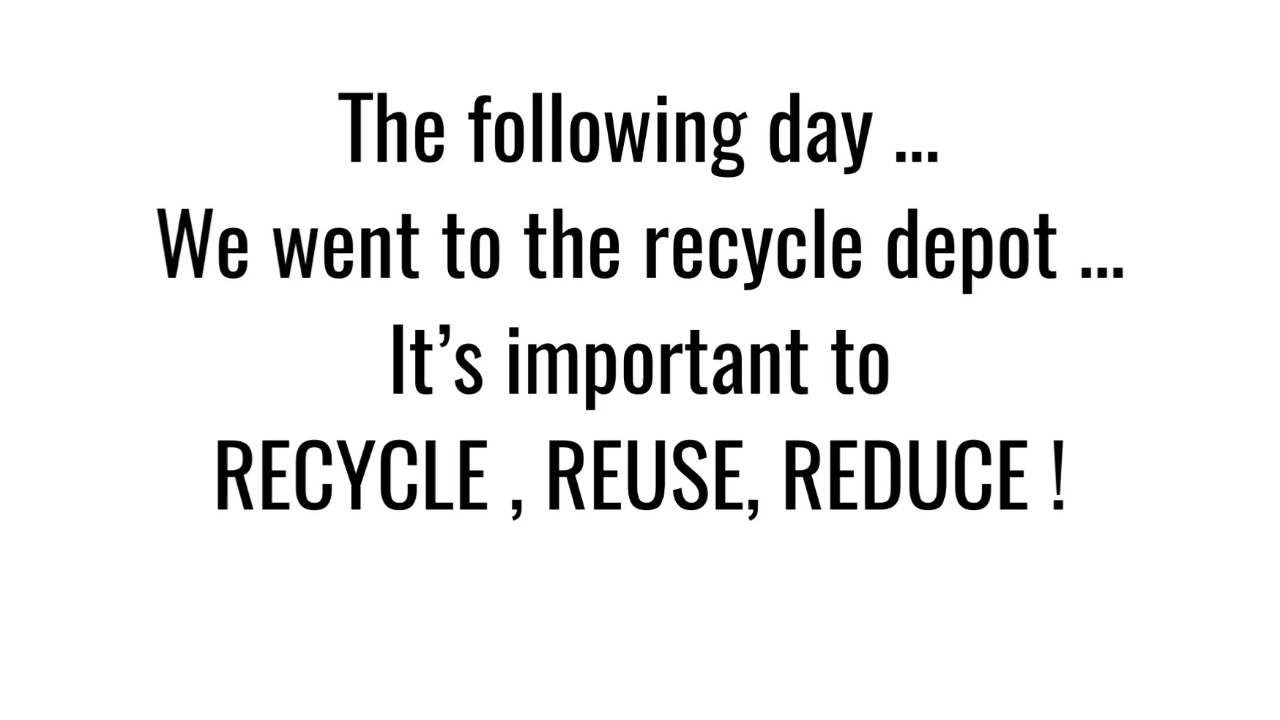 The following day ...
We went to the recycle depot ...
It’s important to
RECYCLE , REUSE, REDUCE !